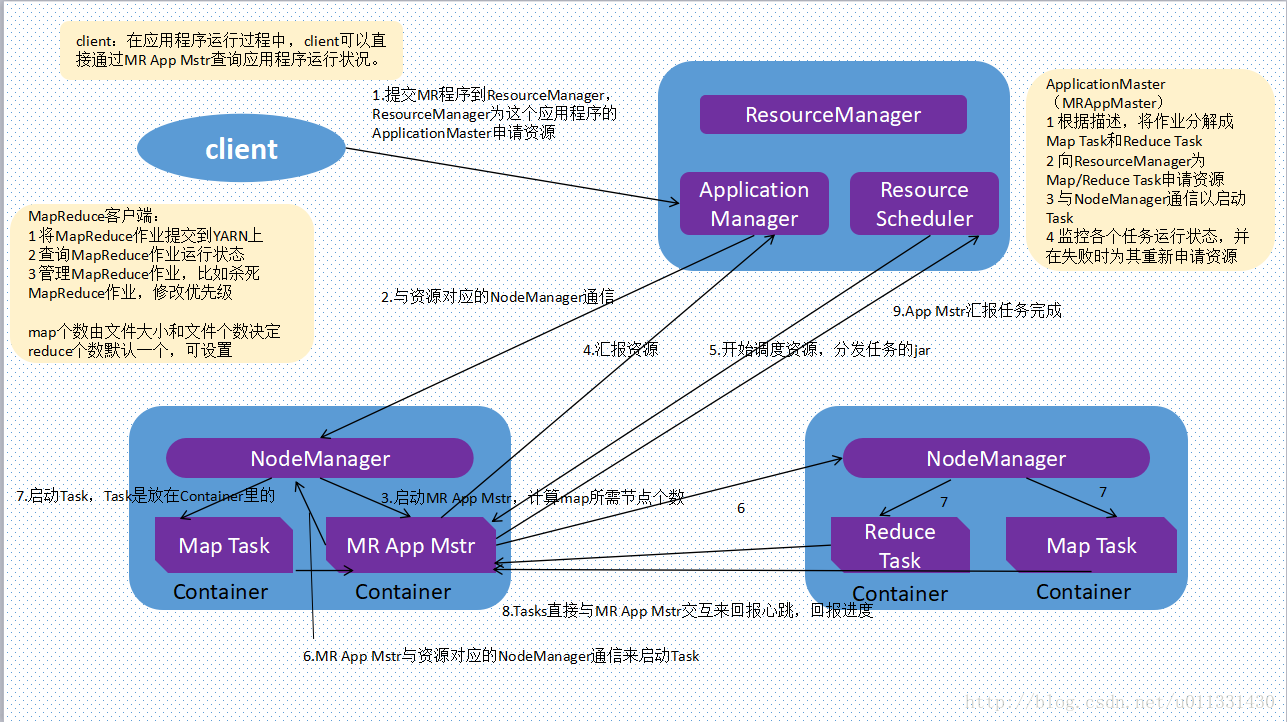 client：在应用程序运行过程中，client可以直
接通过MR App Mstr查询应用程序运行状况。
1.提交MR程序到ResourceManager，
ResourceManager为这个应用程序的
ApplicationMaster申请资源
client
ResourceManager
Application
Manager
Resource
Scheduler
ApplicationMaster
（MRAppMaster）
1 根据描述，将作业分解成
Map Task和Reduce Task
2 向ResourceManager为
Map/Reduce Task申请资源
3 与NodeManager通信以启动
Task
4 监控各个任务运行状态，并
在失败时为其重新申请资源
MapReduce客户端：
1 将MapReduce作业提交到YARN上
2 查询MapReduce作业运行状态
3 管理MapReduce作业，比如杀死
MapReduce作业，修改优先级
map个数由文件大小和文件个数决定
reduce个数默认一个，可设置
2.与资源对应的NodeManager通信
9.App Mstr汇报任务完成
4.汇报资源
5.开始调度资源，分发任务的jar
NodeManager
NodeManager
7.启动Task，Task是放在Container里的
3.启动MR App Mstr，计算map所需节点个数
6
7
7
Map Task
MR App Mstr
Reduce
Task
Map Task
Container
Container
Container
Container
8.Tasks直接与MR App Mstr交互来回报心跳，回报进度
6.MR App Mstr与资源对应的NodeManager通信来启动Task
http://blog.csdn.net/u011331430